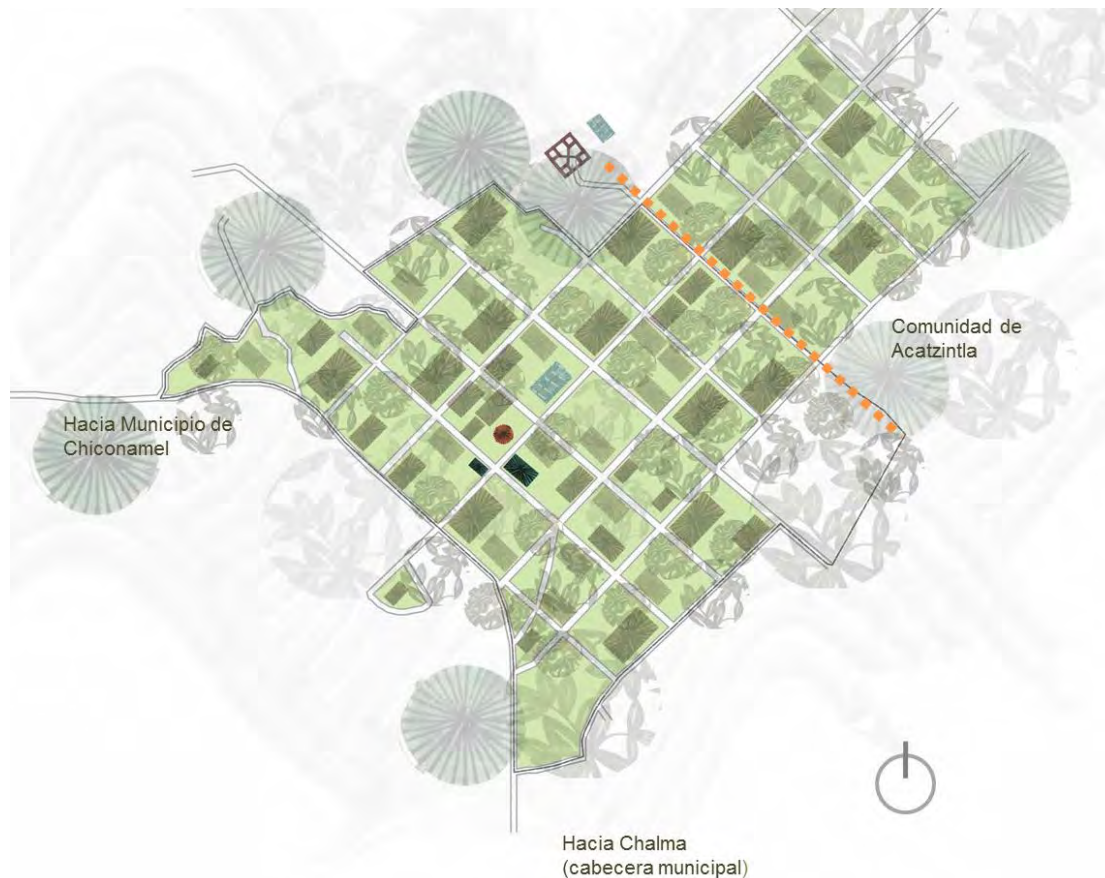 Comunidad de
Acatzintla
Hacia Municipio de
Chiconamel
Hacia Chalma
(cabecera municipal)